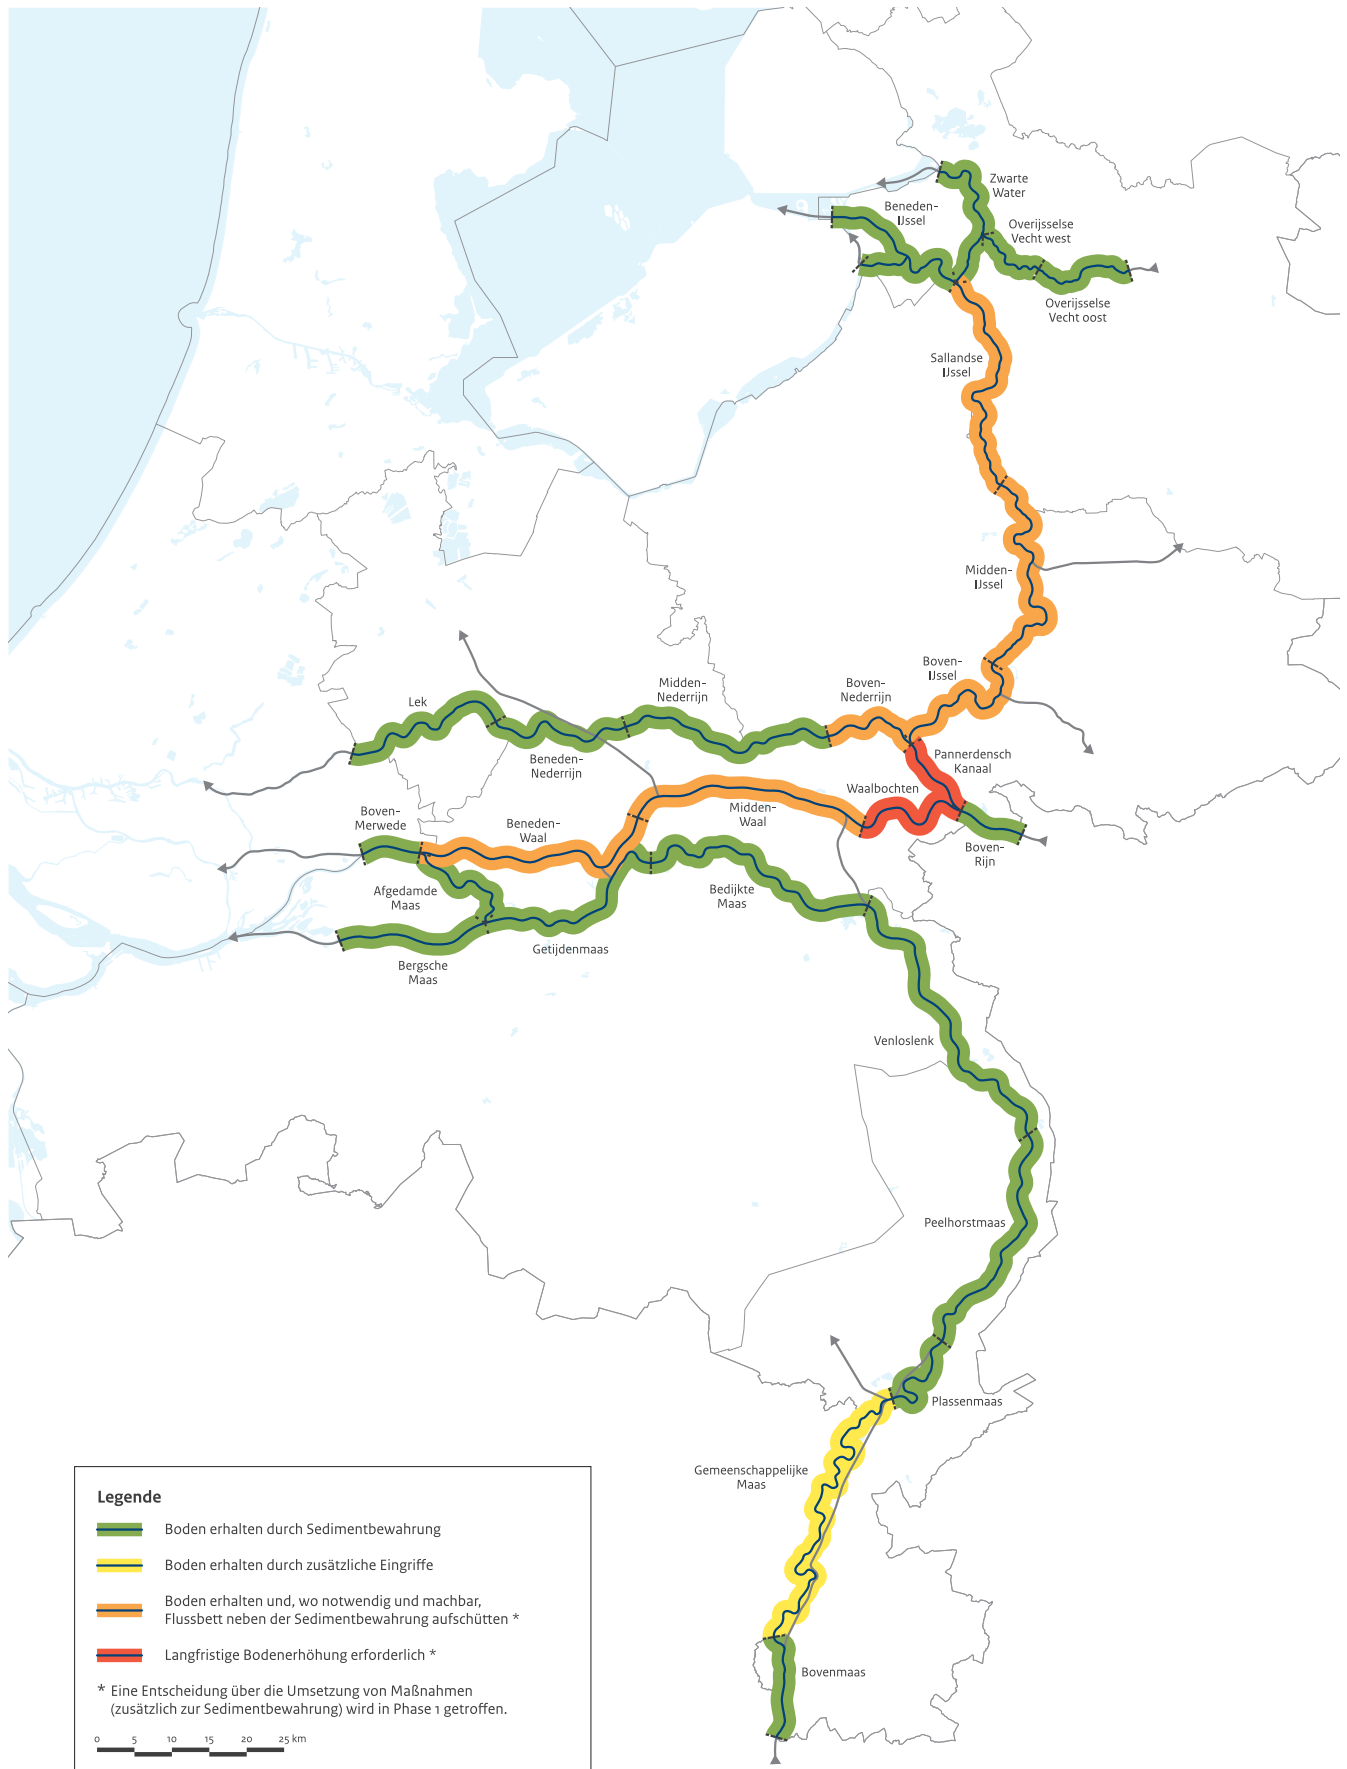 Zwarte
Water
Beneden-
IJssel
Overijsselse
Vecht west
Overijsselse
Vecht oost
Sallandse
IJssel
Midden-
IJssel
Boven-
IJssel
Midden-
Nederrijn
Boven-
Nederrijn
Lek
Beneden-
Nederrijn
Pannerdensch
Kanaal
Waalbochten
Boven-
Merwede
Beneden-
Waal
Midden-
Waal
Boven-
Rijn
Afgedamde
Maas
Bedijkte
Maas
Getijdenmaas
Bergsche
Maas
Venloslenk
Peelhorstmaas
Plassenmaas
Gemeenschappelijke
Maas
Bovenmaas
Legende
Boden erhalten durch Sedimentbewahrung
Boden erhalten durch zusätzliche Eingriffe
Boden erhalten und, wo notwendig und machbar,
Flussbett neben der Sedimentbewahrung aufschütten *
Langfristige Bodenerhöhung erforderlich *
* Eine Entscheidung über die Umsetzung von Maßnahmen
(zusätzlich zur Sedimentbewahrung) wird in Phase 1 getroffen.
0 5 10 15 20 25 km